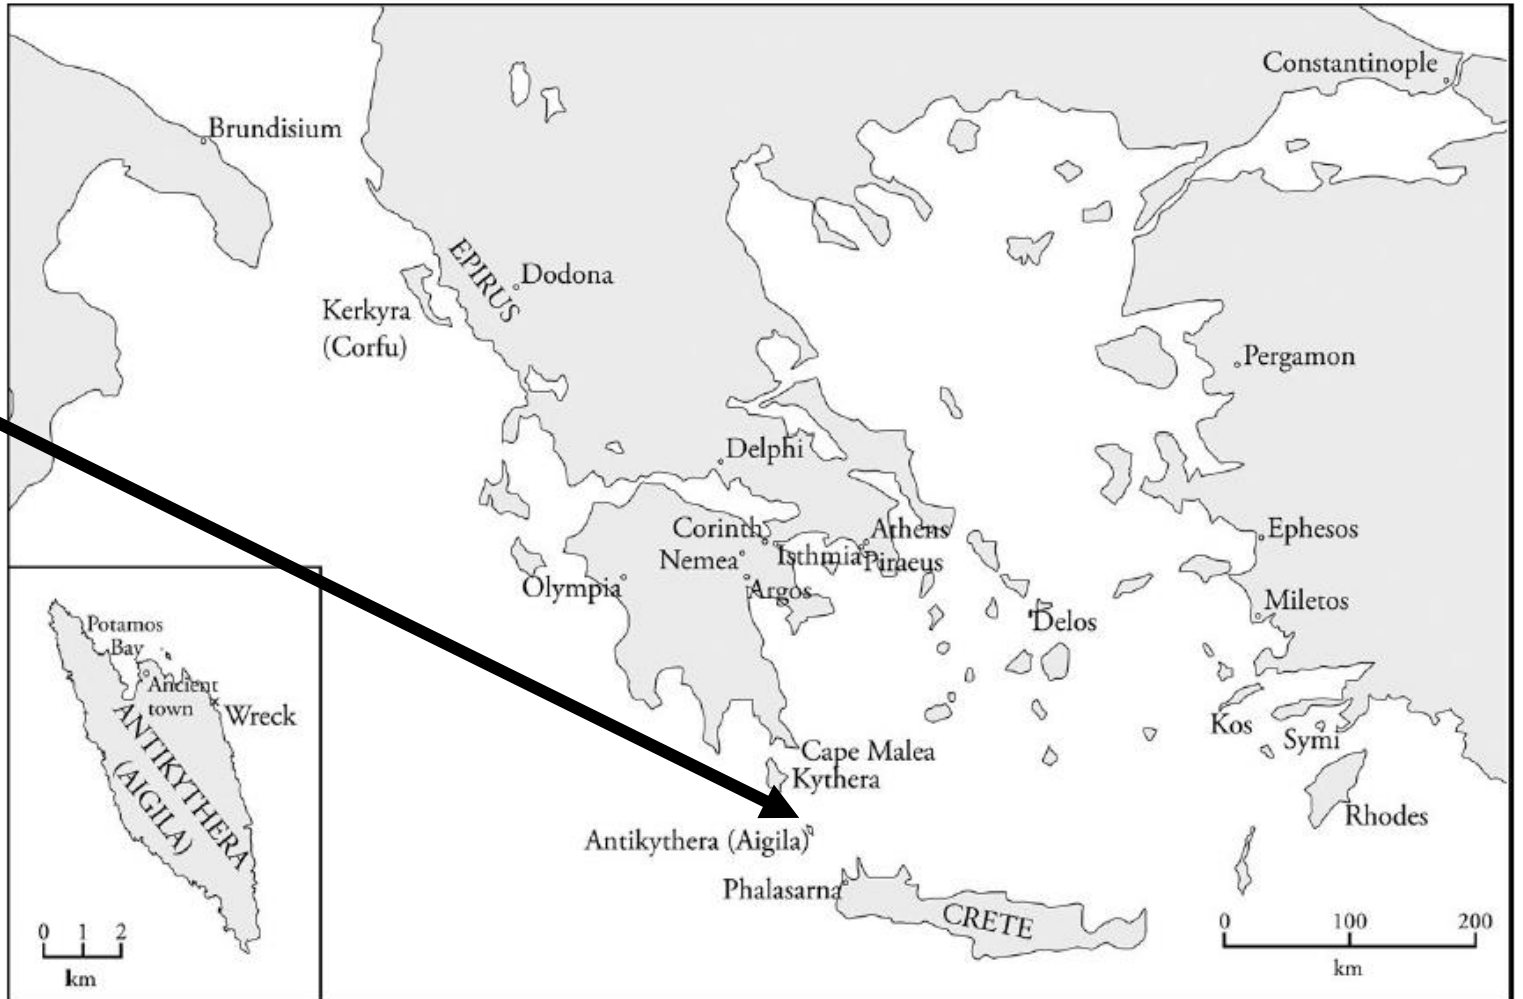 Constantinople
Brundisium
EPIRUS
Dodona
Kerkyra
(Corfu)
Pergamon
Delphi
Corinth
Athens
Nemea
Isthmia
Piraeus
Ephesos
Olympia
Argos
Miletos
Delos
Potamos
Bay
Ancient
town
Wreck
ANTIKYTHERA
(AIGILA)
Kos
Symi
Cape Malea
Kythera
Rhodes
Antikythera (Aigila)
Phalasarna
CRETE
0 1 2
km
0 100 200
km